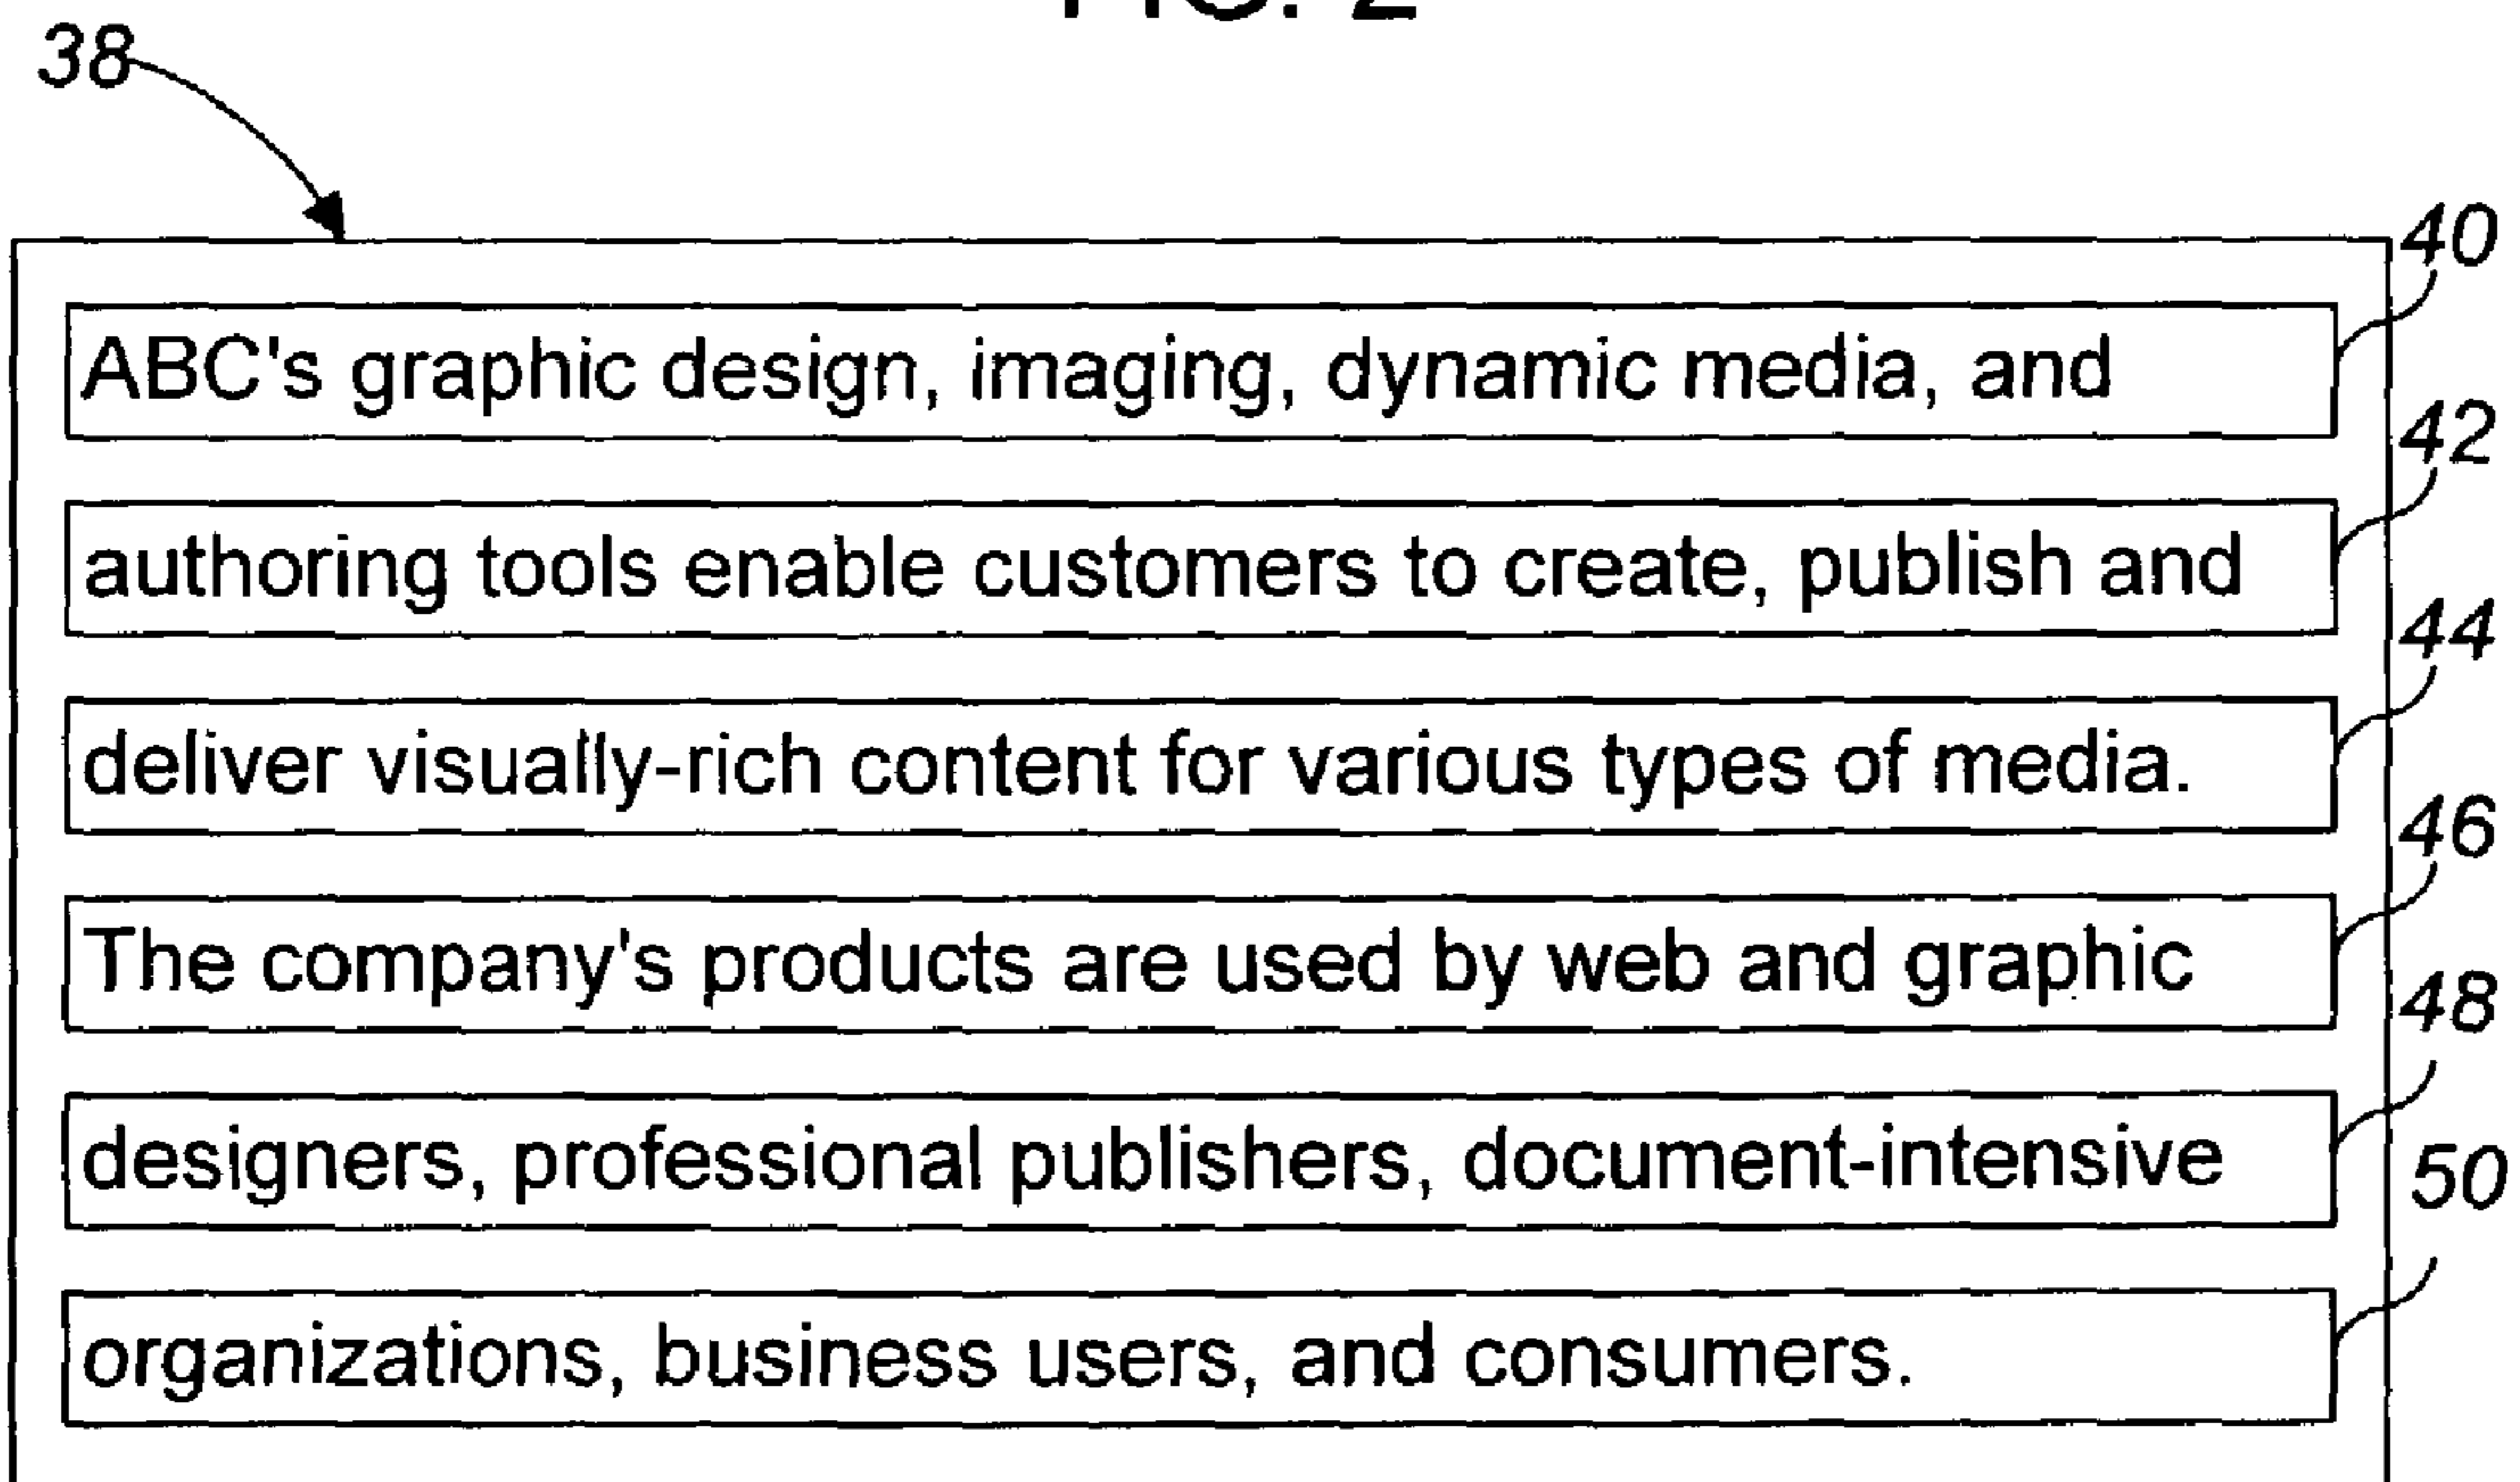 FIG. 2
38
40
ABC's graphic design, imaging, dynamic media, and
42
authoring tools enable customers to create, publish and
44
deliver visually-rich content for various types of media.
46
The company's products are used by web and graphic
48
designers, professional publishers, document-intensive
50
organizations, business users, and consumers.